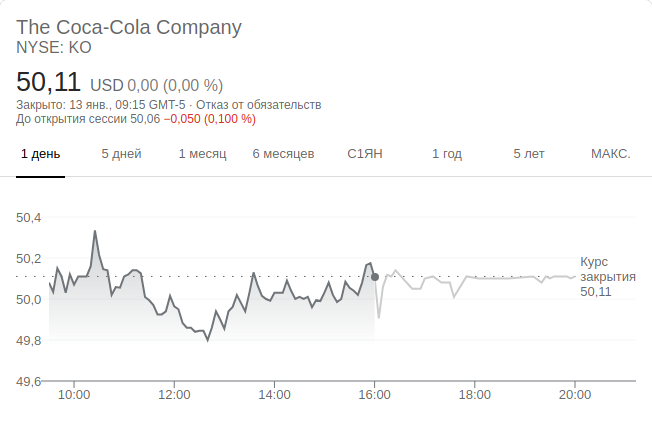 The Coca-Cola Company
NYSE: KO
50,11 USD 0,00 (0,00 %)
Закрыто: 13 янв., 09:15 GMT-5 · Отказ от обязательств
До открытия сессии 50,06 −0,050 (0,100 %)
1 день 5 дней 1 месяц 6 месяцев С1ЯН 1 год 5 лет МАКС.
50,4
50,2
Курс
закрытия
50,11
50,0
49,8
49,6
10:00 12:00 14:00 16:00 18:00 20:00